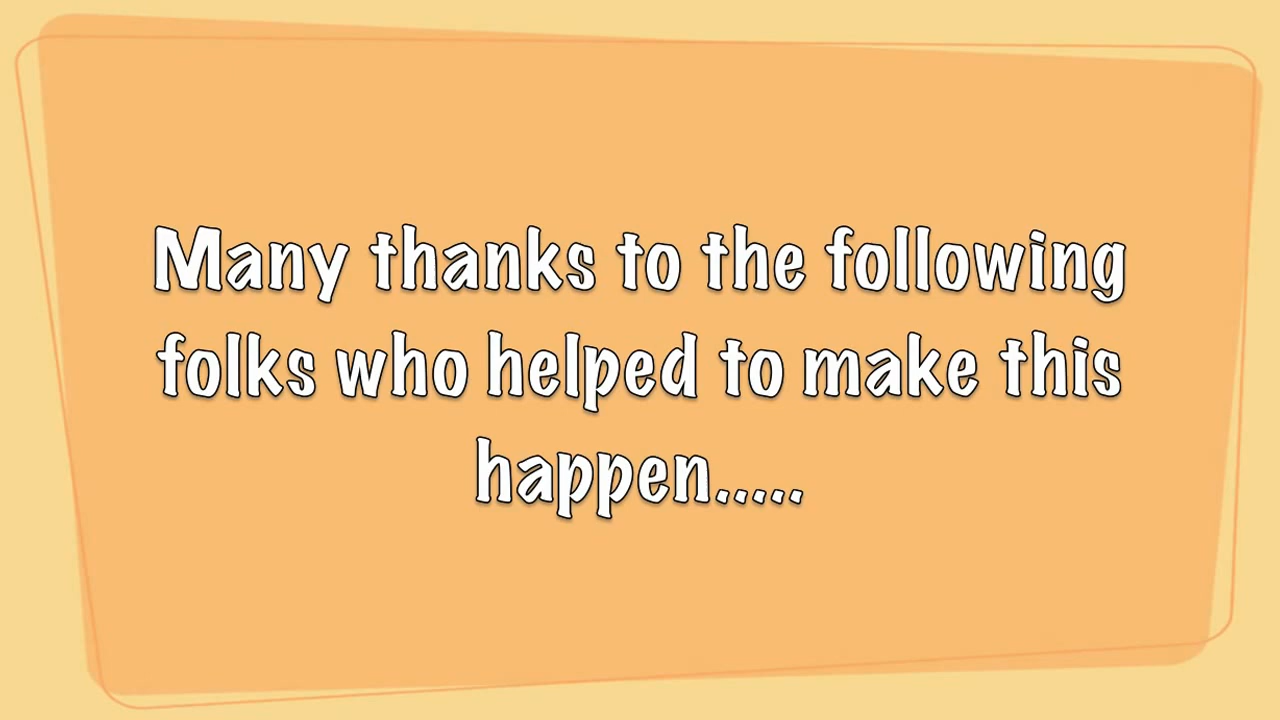 Many thanks to the following
folks who helped to make this
happen.....